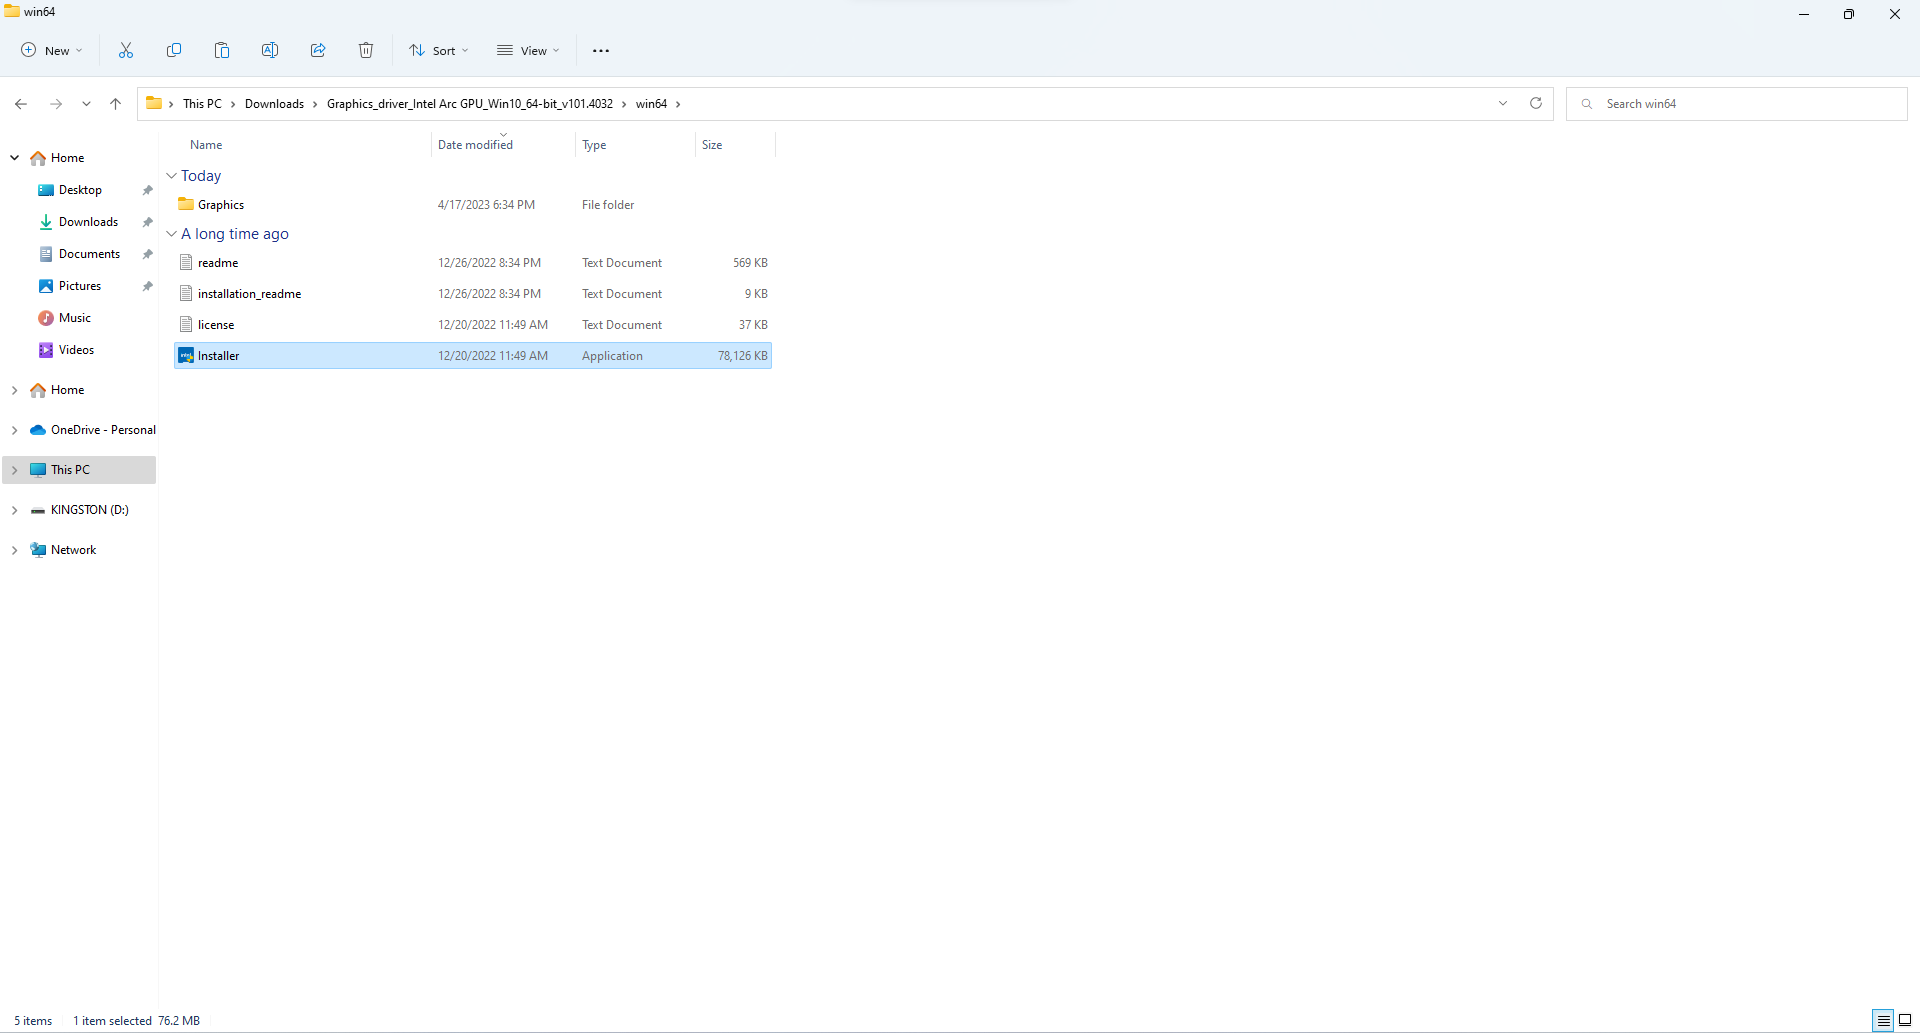 win64
New Sort View
This PC Downloads Graphics_driver_Intel Arc GPU_Win10_64-bit_v101.4032 win64
Search win64
Name Date modified Type Size
Today
Graphics 4/17/2023 6:34 PM File folder
A long time ago
readme 12/26/2022 8:34 PM Text Document 569 KB
installation_readme 12/26/2022 8:34 PM Text Document 9 KB
license 12/20/2022 11:49 AM Text Document 37 KB
Installer 12/20/2022 11:49 AM Application 78,126 KB
Home
Desktop
Downloads
Documents
Pictures
Music
Videos
Home
OneDrive - Personal
This PC
KINGSTON (D:)
Network
5 items 1 item selected 76.2 MB